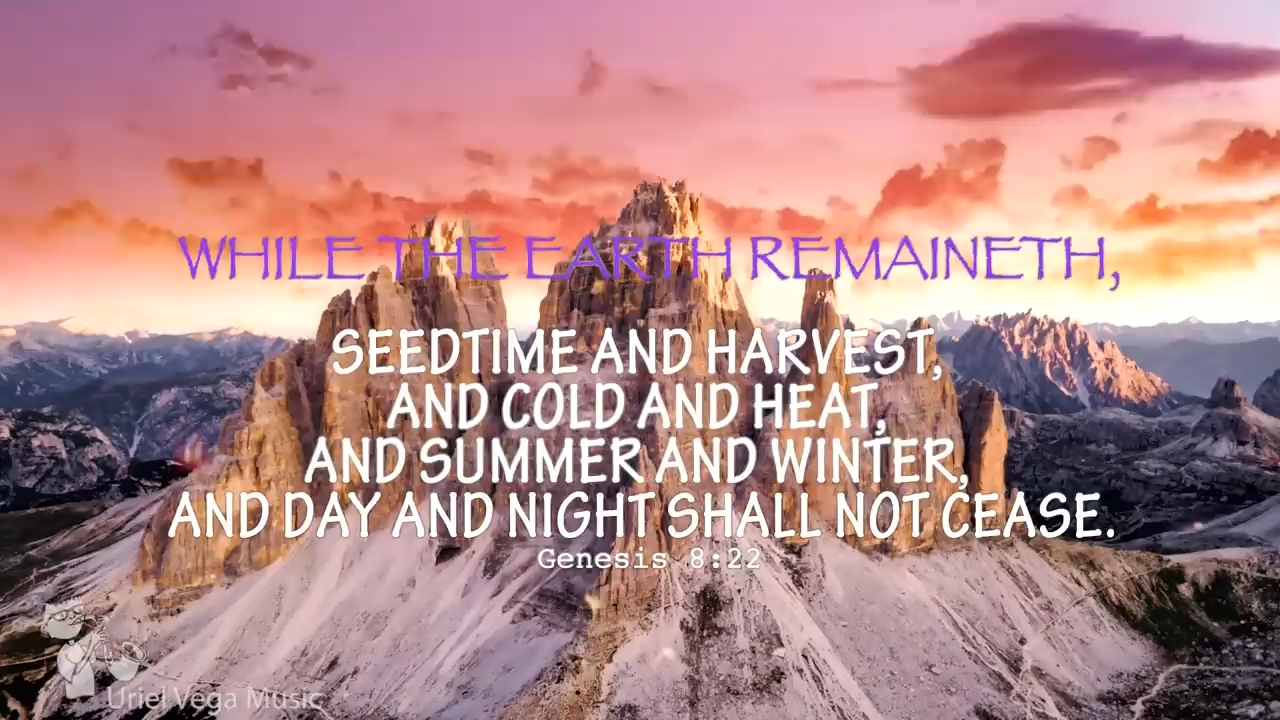 WHILE THE EARTH REMAINETH,
SEEDTIME AND HARVEST,
AND COLD AND HEAT,
AND SUMMER AND WINTER,
AND DAY AND NIGHT SHALL NOT CEASE.
Genesis 8:22
Uriel Vega Music